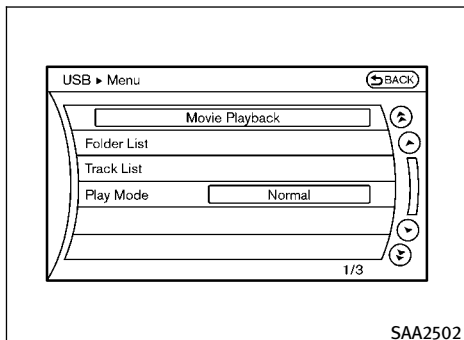 USB ▸ Menu
BACK
Movie Playback
Folder List
Track List
Play Mode Normal
1/3
SAA2502